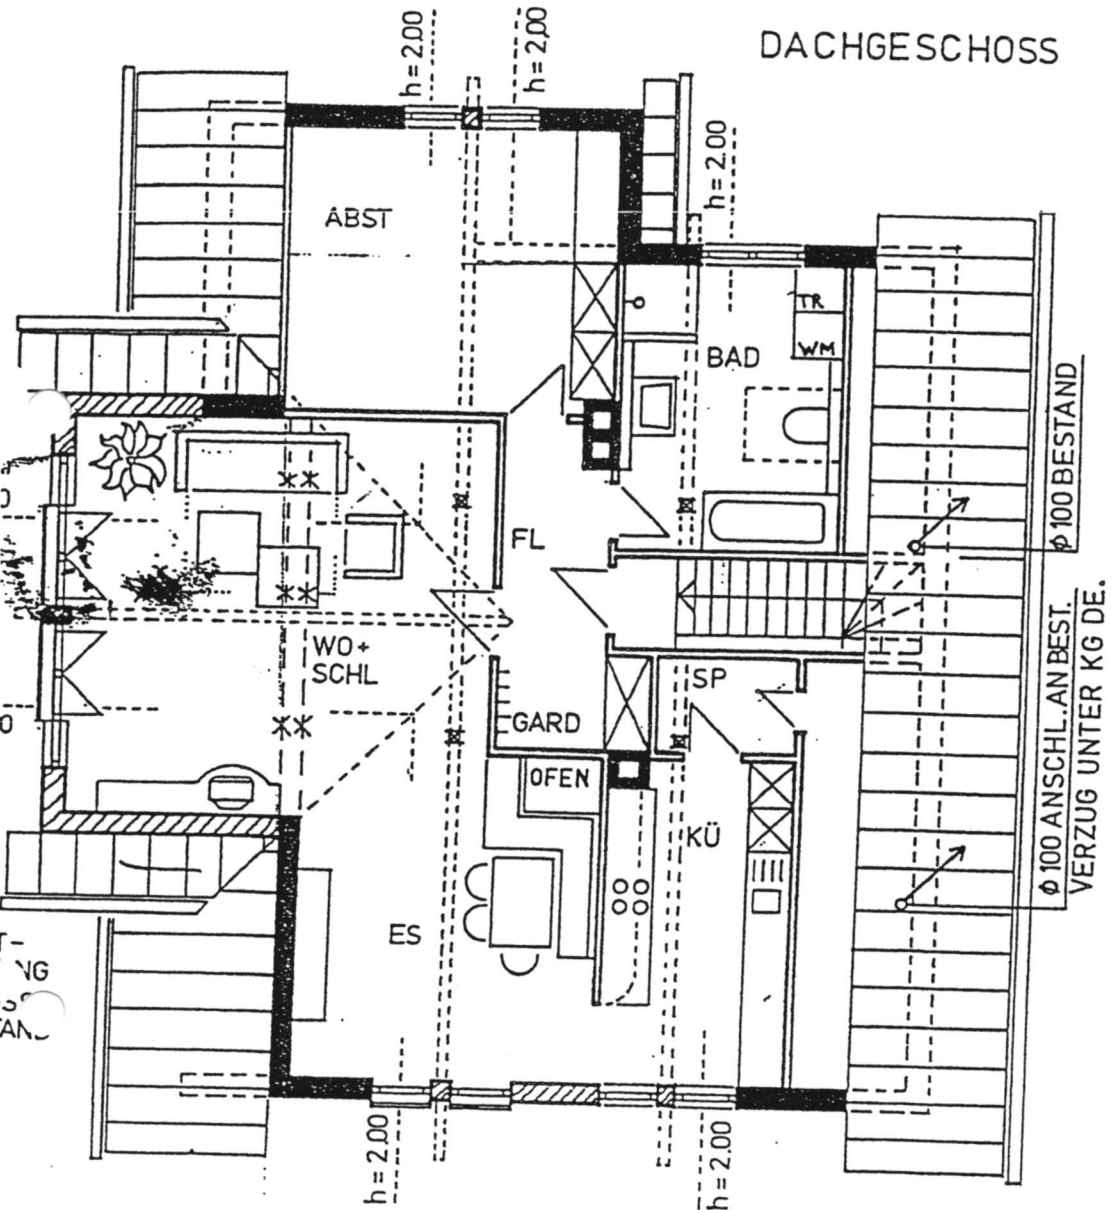 DACHGESCHOSS
h = 2.00
h = 2,00
h = 2.00
ABST
TR
WM
BAD
FL
WO+
SCHL
SP
GARD
OFEN
KÜ
ES
ϕ 100 BESTAND
ϕ 100 ANSCHL. AN BEST.
VERZUG UNTER KG DE.
h = 2.00
h = 2.00